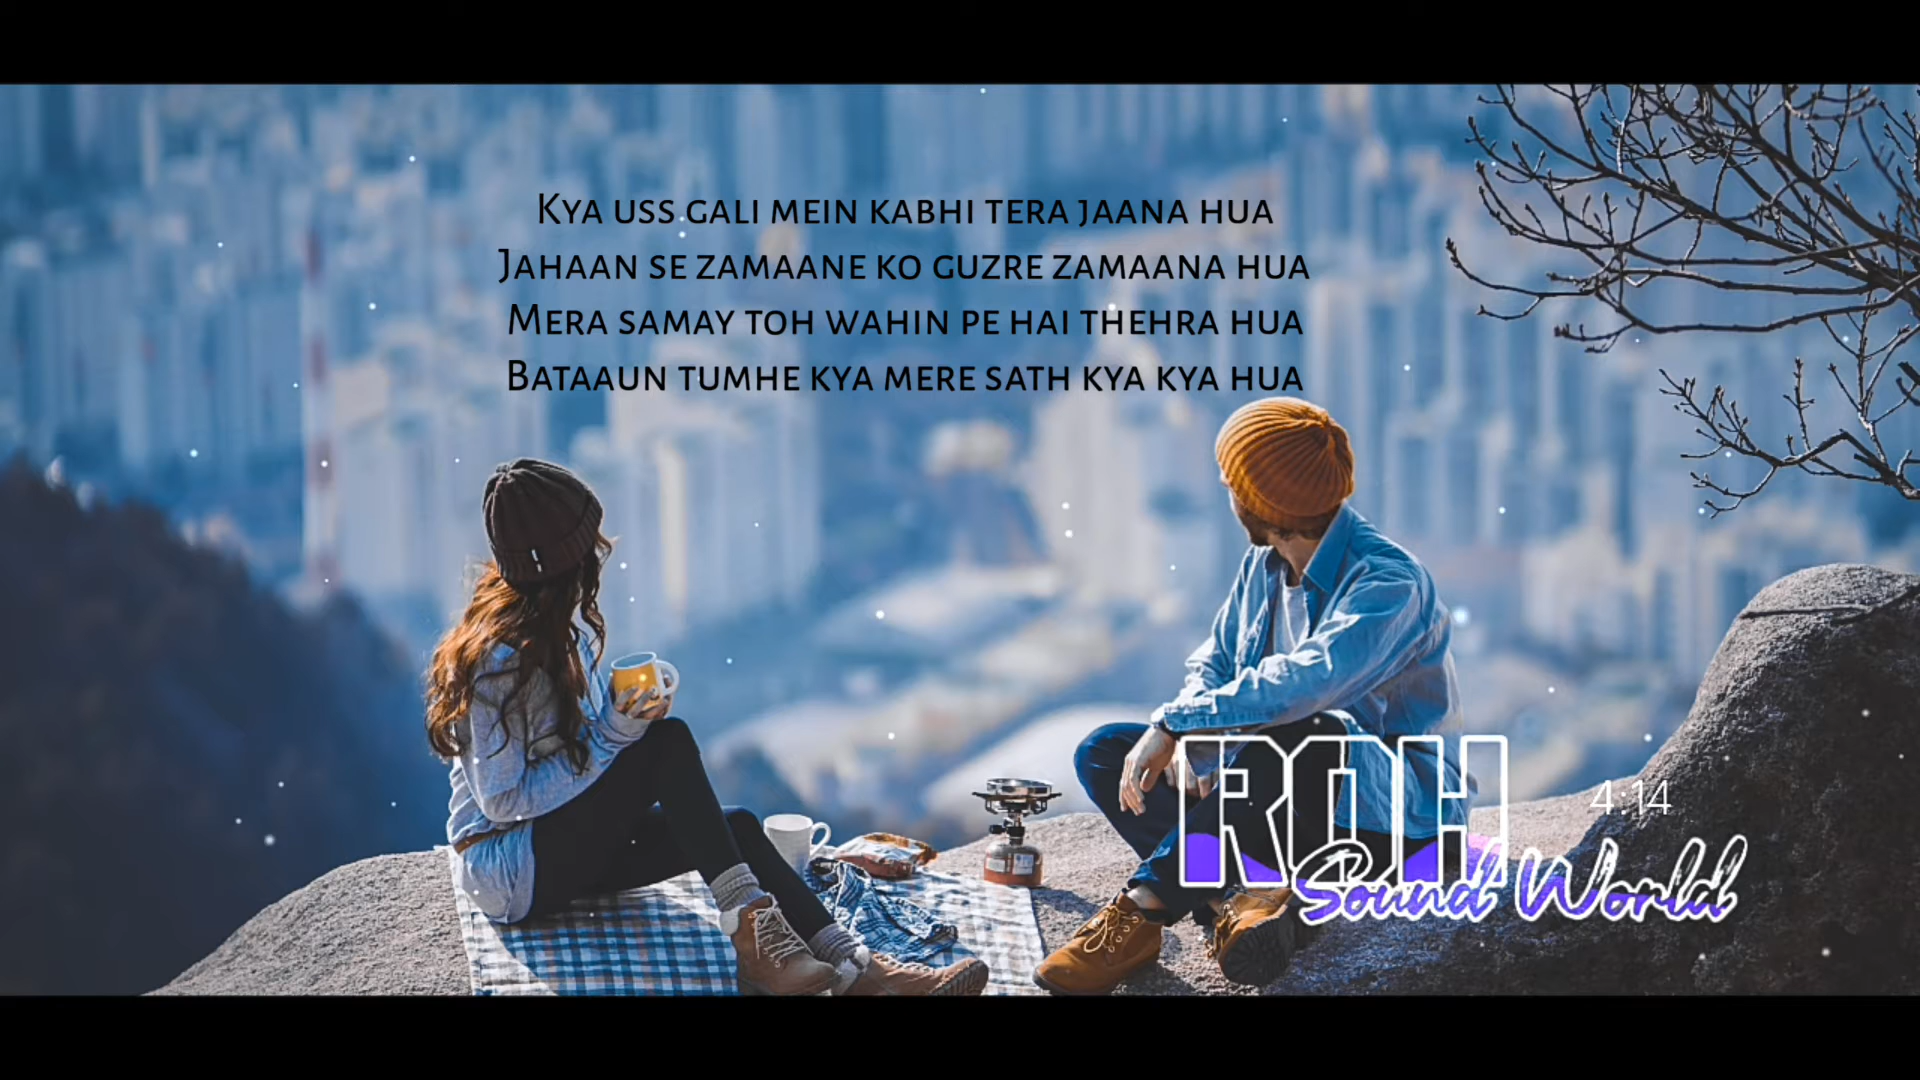 Kya uss gali mein kabhi tera jaana hua
Jahaan se zamaane ko guzre zamaana hua
Mera samay toh wahin pe hai thehra hua
Bataaun tumhe kya mere sath kya kya hua
ROH
4:14
Sound World